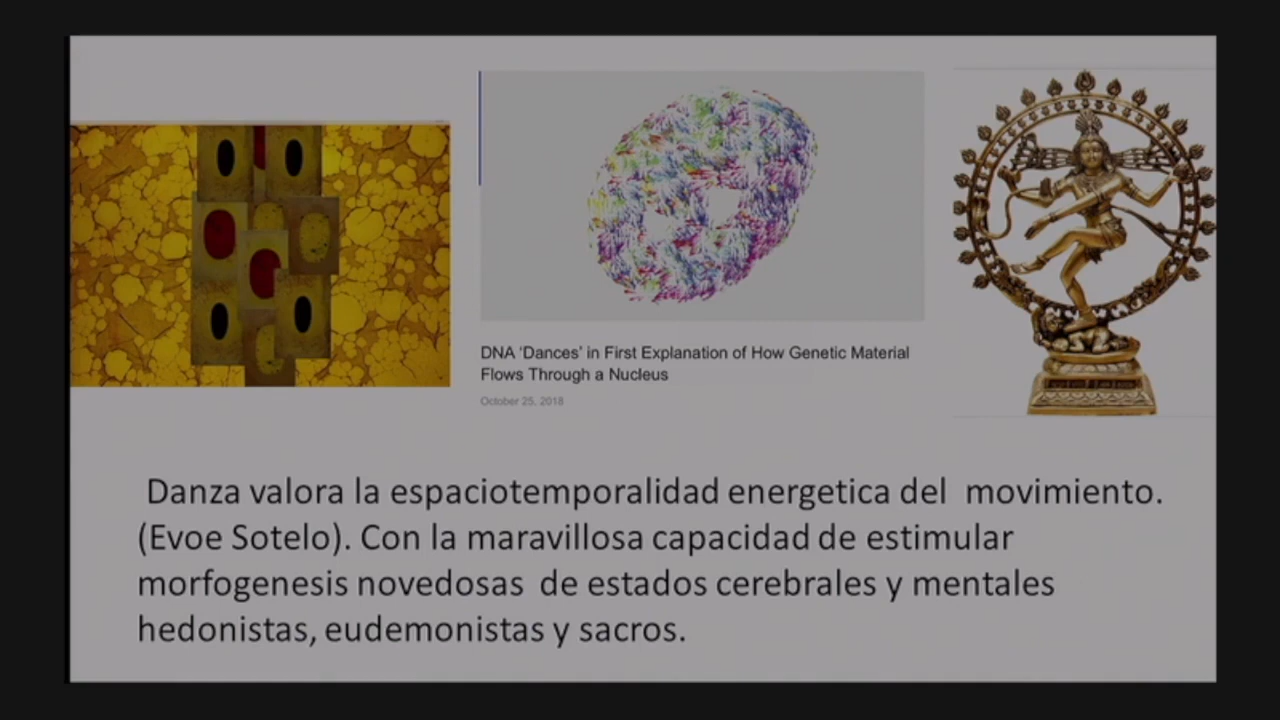 DNA ‘Dances’ in First Explanation of How Genetic Material
Flows Through a Nucleus
October 25, 2018
Danza valora la espaciotemporalidad energetica del movimiento.
(Evoe Sotelo). Con la maravillosa capacidad de estimular
morfogenesis novedosas de estados cerebrales y mentales
hedonistas, eudemonistas y sacros.